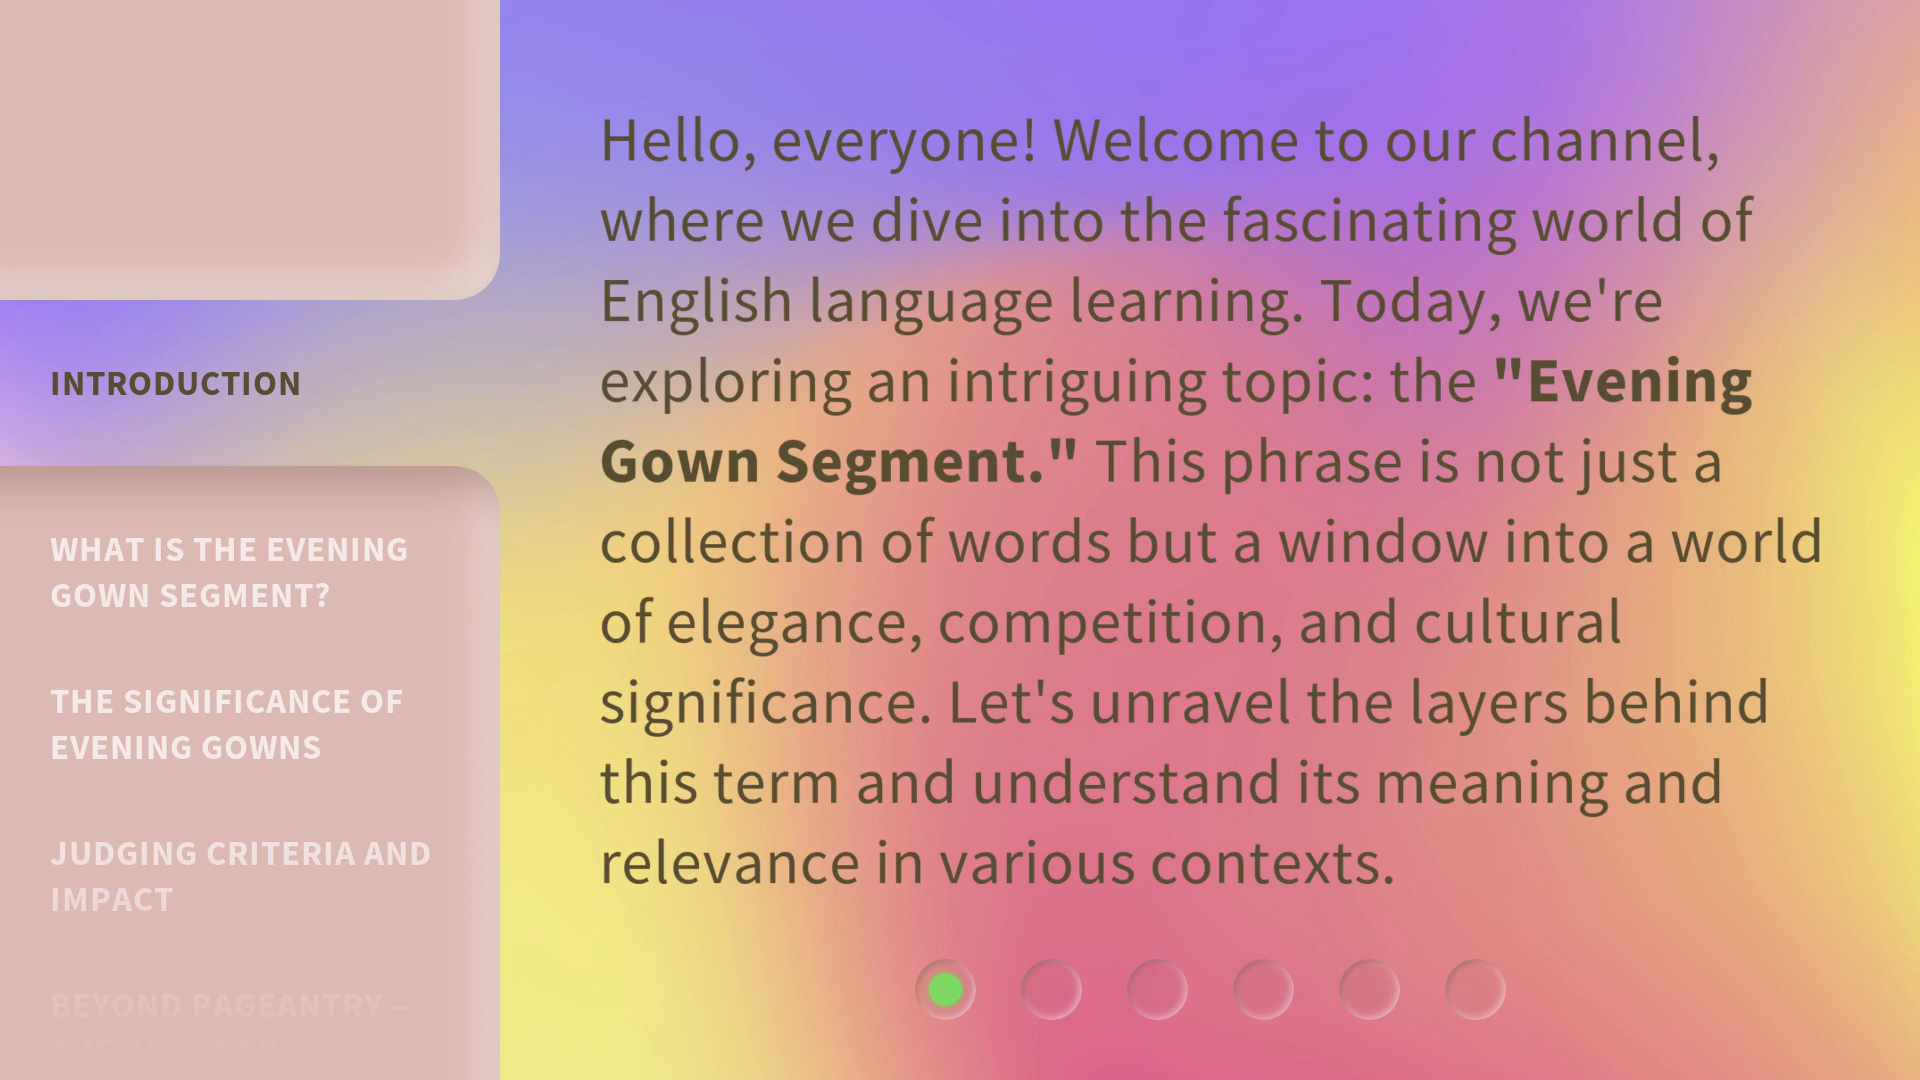 INTRODUCTION
WHAT IS THE EVENING
GOWN SEGMENT?
THE SIGNIFICANCE OF
EVENING GOWNS
JUDGING CRITERIA AND
IMPACT
BEYOND PAGEANTRY –
THE BROADER
Hello, everyone! Welcome to our channel,
where we dive into the fascinating world of
English language learning. Today, we're
exploring an intriguing topic: the "Evening
Gown Segment." This phrase is not just a
collection of words but a window into a world
of elegance, competition, and cultural
significance. Let's unravel the layers behind
this term and understand its meaning and
relevance in various contexts.